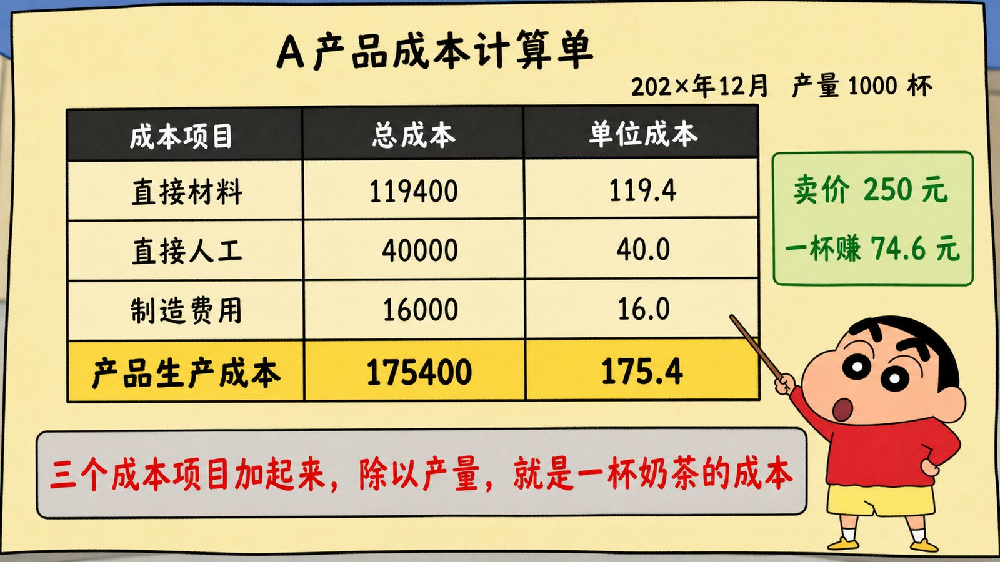 A产品成本计算单
202×年12月 产量 1000 杯
成本项目 总成本 单位成本
直接材料 119400 119.4
直接人工 40000 40.0
制造费用 16000 16.0
产品生产成本 175400 175.4
卖价 250 元
一杯赚 74.6 元
三个成本项目加起来，除以产量，就是一杯奶茶的成本